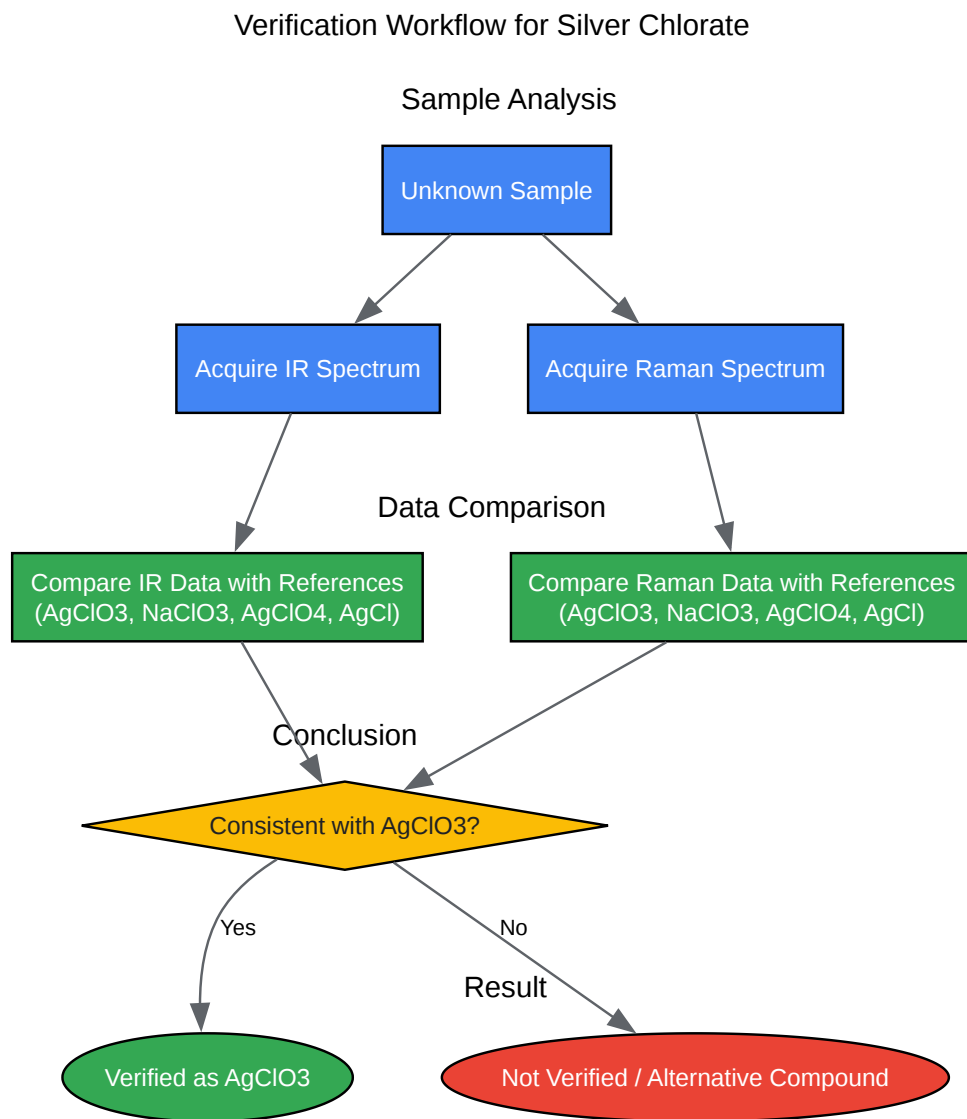 Verification Workflow for Silver Chlorate
Sample Analysis
Unknown Sample
Acquire IR Spectrum
Acquire Raman Spectrum
Data Comparison
Compare IR Data with References
(AgClO3, NaClO3, AgClO4, AgCl)
Compare Raman Data with References
(AgClO3, NaClO3, AgClO4, AgCl)
Conclusion
Consistent with AgClO3?
Yes
No
Result
Verified as AgClO3
Not Verified / Alternative Compound